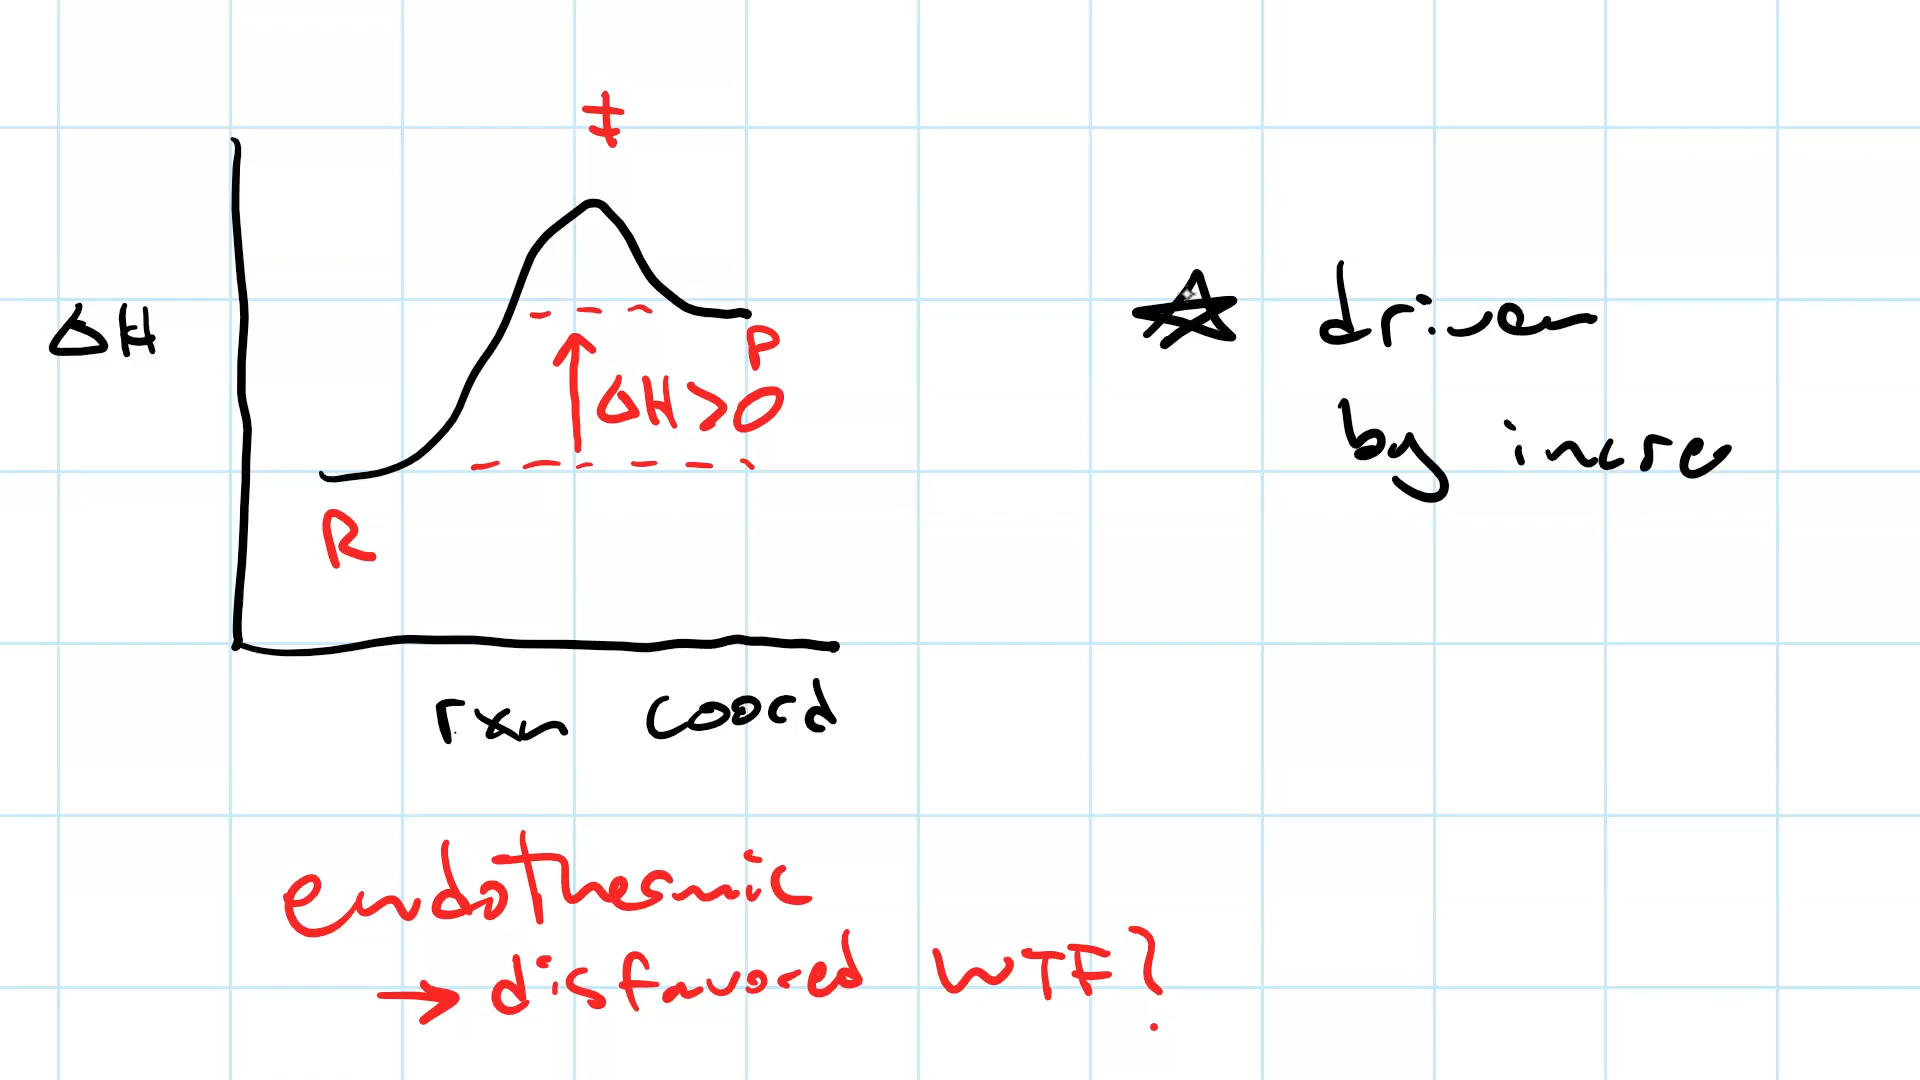 ‡
ΔH
P
ΔH>0
R
rxn coord
endothermic
→ disfavored WTF?
☆ driven
by incre